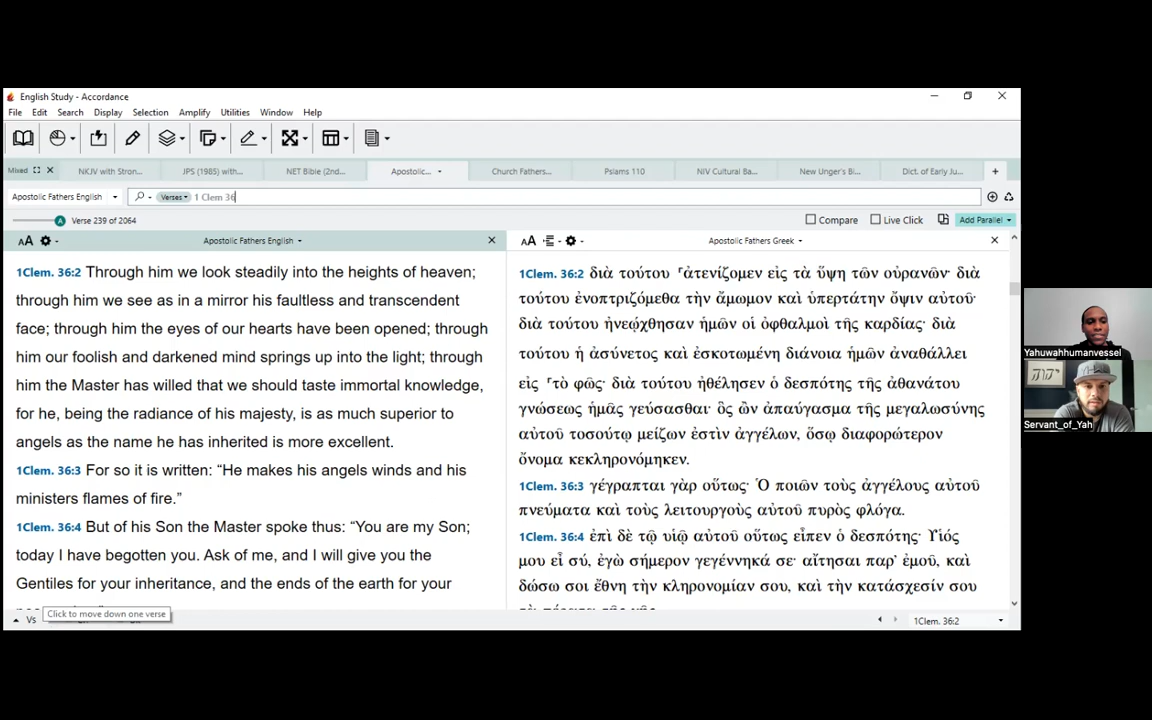 English Study - Accordance
File Edit Search Display Selection Amplify Utilities Window Help
Mixed NKJV with Stron... JPS (1985) with... NET Bible (2nd... Apostolic... Church Fathers... Pslams 110 NIV Cultural Ba... New Unger's Bi... Dict. of Early Ju... +
Apostolic Fathers English Verses 1 Clem 36
Verse 239 of 2064 Compare Live Click Add Parallel
Apostolic Fathers English
1Clem. 36:2 Through him we look steadily into the heights of heaven;
through him we see as in a mirror his faultless and transcendent
face; through him the eyes of our hearts have been opened; through
him our foolish and darkened mind springs up into the light; through
him the Master has willed that we should taste immortal knowledge,
for he, being the radiance of his majesty, is as much superior to
angels as the name he has inherited is more excellent.
1Clem. 36:3 For so it is written: “He makes his angels winds and his
ministers flames of fire.”
1Clem. 36:4 But of his Son the Master spoke thus: “You are my Son;
today I have begotten you. Ask of me, and I will give you the
Gentiles for your inheritance, and the ends of the earth for your
Click to move down one verse
Vs
Apostolic Fathers Greek
1Clem. 36:2 διὰ τούτου ⸀ἀτενίζομεν εἰς τὰ ὕψη τῶν οὐρανῶν· διὰ
τούτου ἐνοπτριζόμεθα τὴν ἄμωμον καὶ ὑπερτάτην ὄψιν αὐτοῦ·
διὰ τούτου ἠνεῴχθησαν ἡμῶν οἱ ὀφθαλμοὶ τῆς καρδίας· διὰ
τούτου ἡ ἀσύνετος καὶ ἐσκοτωμένη διάνοια ἡμῶν ἀναθάλλει
εἰς ⸀τὸ φῶς· διὰ τούτου ἠθέλησεν ὁ δεσπότης τῆς ἀθανάτου
γνώσεως ἡμᾶς γεύσασθαι· ὃς ὢν ἀπαύγασμα τῆς μεγαλωσύνης
αὐτοῦ τοσούτῳ μείζων ἐστὶν ἀγγέλων, ὅσῳ διαφορώτερον
ὄνομα κεκληρονόμηκεν.
1Clem. 36:3 γέγραπται γὰρ οὕτως· Ὁ ποιῶν τοὺς ἀγγέλους αὐτοῦ
πνεύματα καὶ τοὺς λειτουργοὺς αὐτοῦ πυρὸς φλόγα.
1Clem. 36:4 ἐπὶ δὲ τῷ υἱῷ αὐτοῦ οὕτως εἶπεν ὁ δεσπότης· Υἱός
μου εἶ σύ, ἐγὼ σήμερον γεγέννηκά σε· αἴτησαι παρ’ ἐμοῦ, καὶ
δώσω σοι ἔθνη τὴν κληρονομίαν σου, καὶ τὴν κατάσχεσίν σου
1Clem. 36:2
Yahuwahhumanvessel
Servant_of_Yah